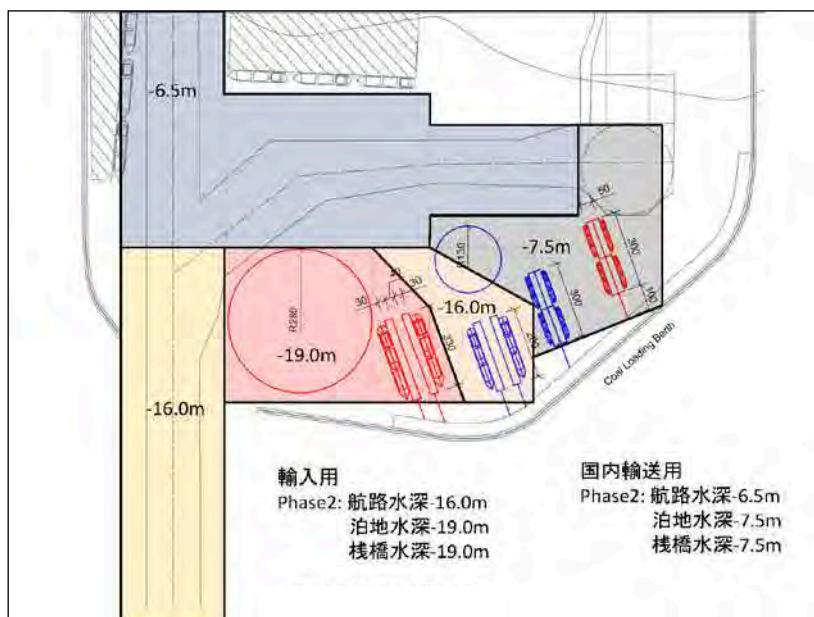 -6.5m
50
R130
-7.5m
300
100
30
50
30
-16.0m
300
R280
-19.0m
330
200
Coal Loading Berth
-16.0m
輸入用
Phase2: 航路水深-16.0m
泊地水深-19.0m
桟橋水深-19.0m
国内輸送用
Phase2: 航路水深-6.5m
泊地水深-7.5m
桟橋水深-7.5m